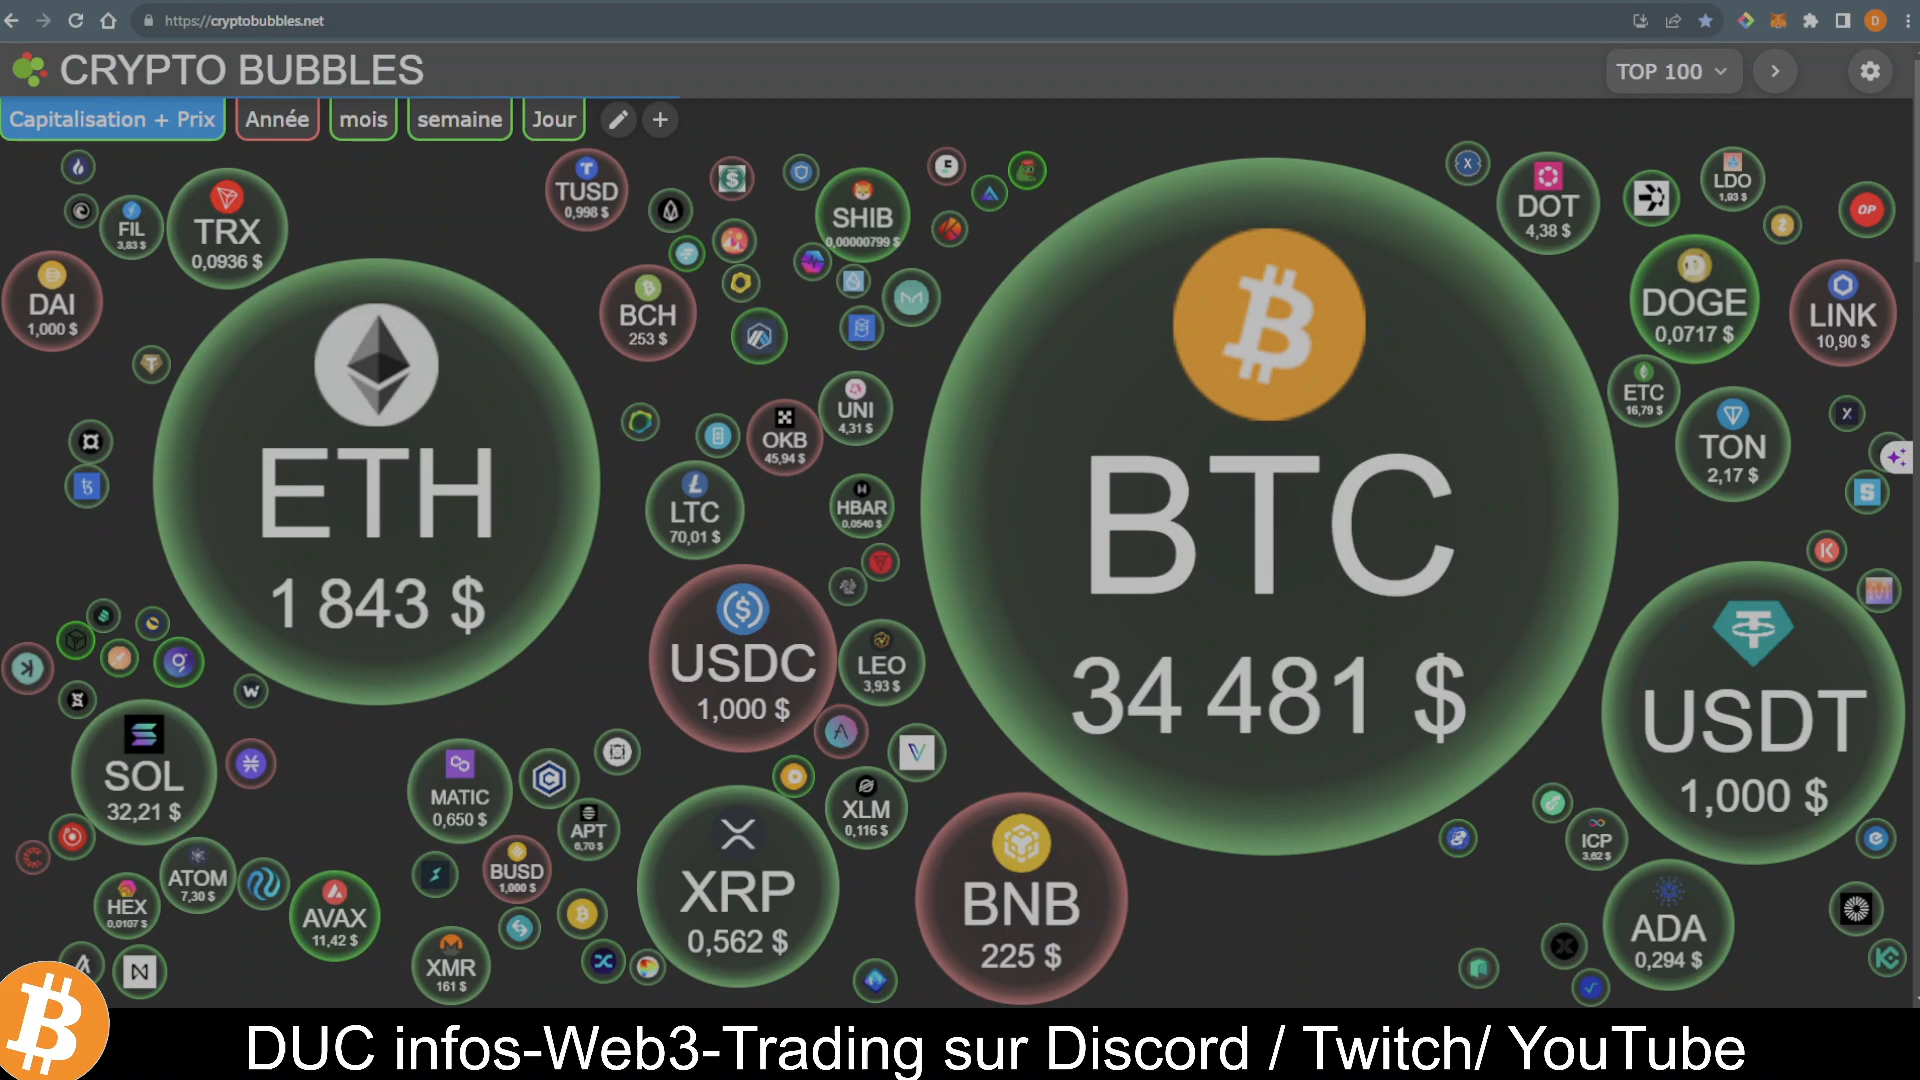 https://cryptobubbles.net
CRYPTO BUBBLES
TOP 100
Capitalisation + Prix
Année
mois
semaine
Jour
FIL
3,83 $
TRX
0,0936 $
TUSD
0,998 $
SHIB
0,00000799 $
DOT
4,38 $
LDO
1,93 $
OP
DAI
1,000 $
BCH
253 $
DOGE
0,0717 $
LINK
10,90 $
ETH
1 843 $
BTC
34 481 $
UNI
4,31 $
OKB
45,94 $
ETC
16,79 $
TON
2,17 $
LTC
70,01 $
HBAR
0,0540 $
USDC
1,000 $
LEO
3,93 $
USDT
1,000 $
SOL
32,21 $
MATIC
0,650 $
APT
6,70 $
XLM
0,116 $
ICP
3,62 $
ATOM
7,30 $
BUSD
1,000 $
XRP
0,562 $
BNB
225 $
HEX
0,0107 $
AVAX
11,42 $
ADA
0,294 $
XMR
161 $
DUC infos-Web3-Trading sur Discord / Twitch/ YouTube